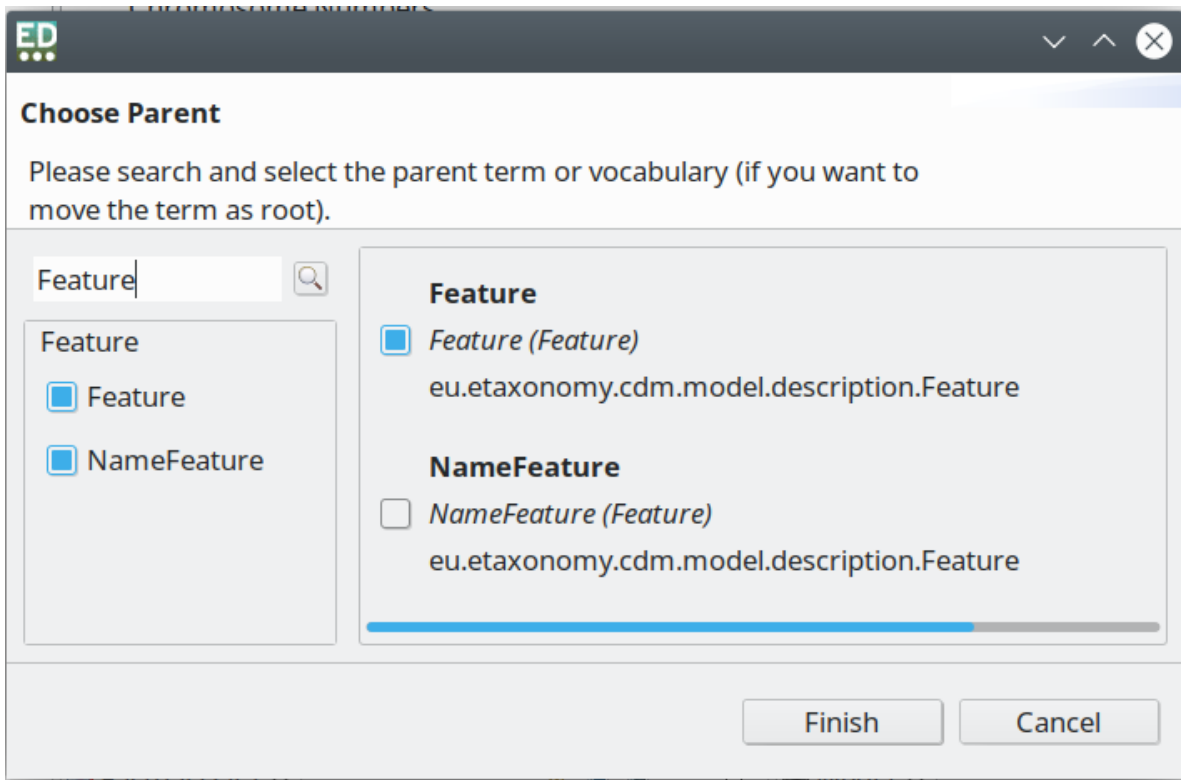 Chromosome Numbers
ED
Choose Parent
Please search and select the parent term or vocabulary (if you want to
move the term as root).
Feature
Feature
Feature
NameFeature
Feature
Feature (Feature)
eu.etaxonomy.cdm.model.description.Feature
NameFeature
NameFeature (Feature)
eu.etaxonomy.cdm.model.description.Feature
Finish
Cancel